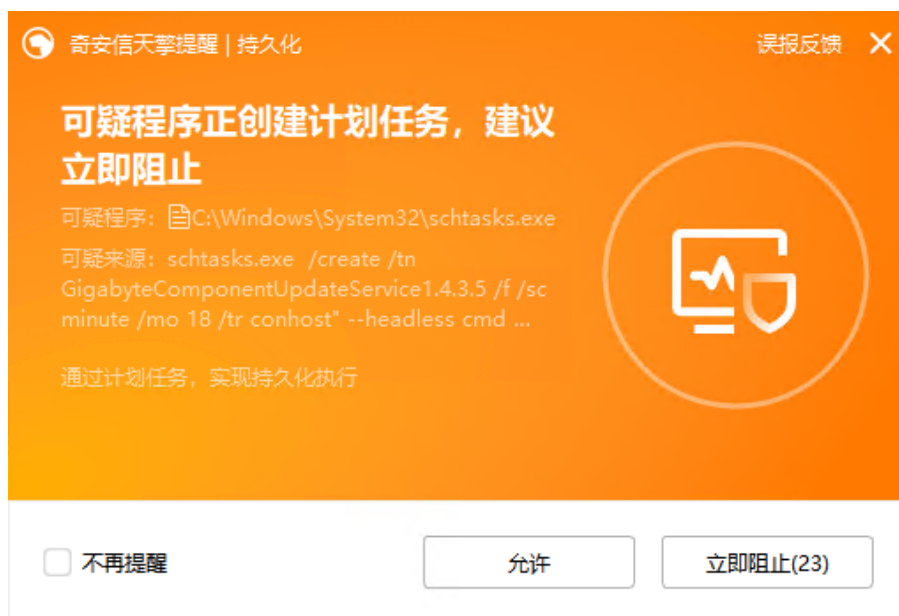 奇安信天擎提醒 | 持久化
误报反馈
可疑程序正创建计划任务，建议
立即阻止
可疑程序：C:\Windows\System32\schtasks.exe
可疑来源：schtasks.exe /create /tn
GigabyteComponentUpdateService1.4.3.5 /f /sc
minute /mo 18 /tr conhost" --headless cmd ...
通过计划任务，实现持久化执行
不再提醒
允许
立即阻止(23)